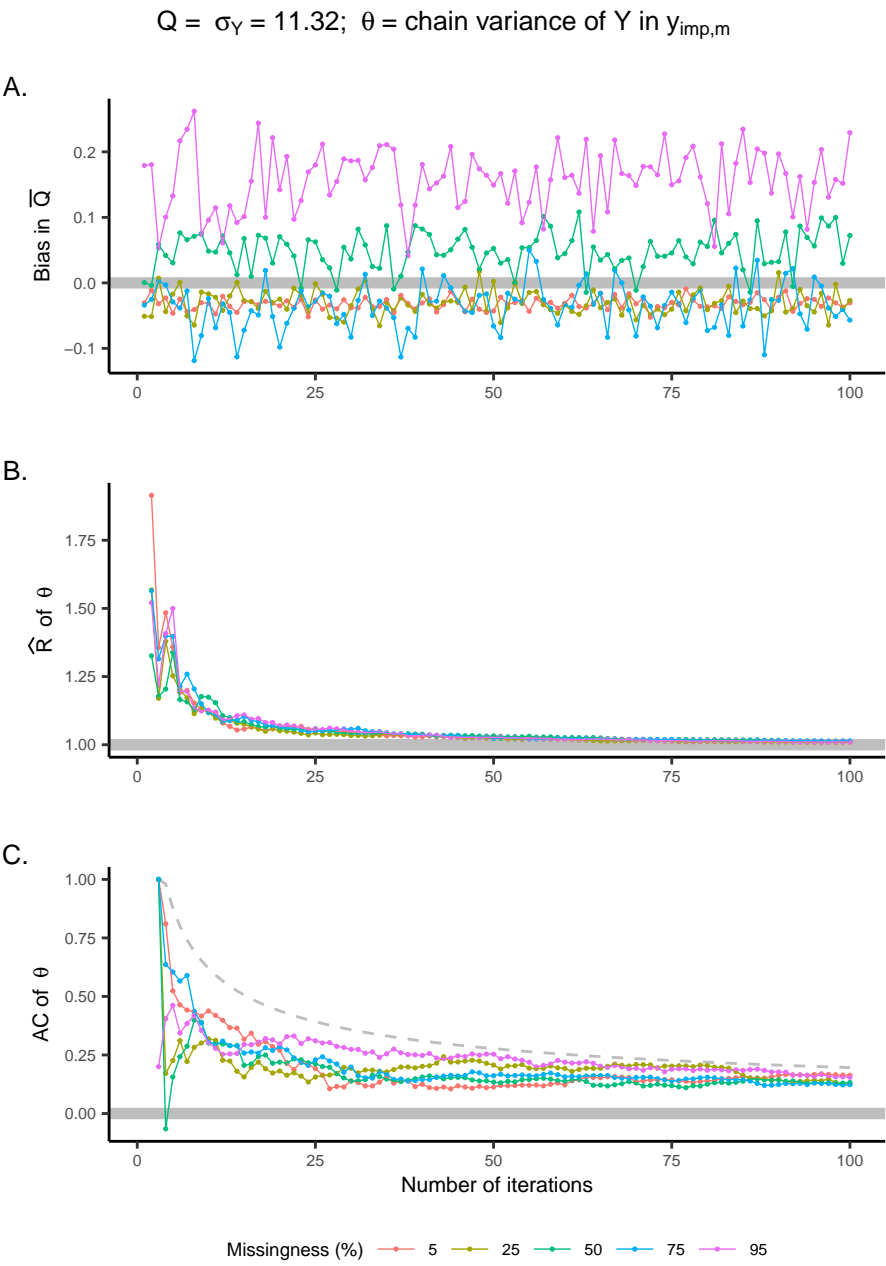 Q = σY = 11.32; θ = chain variance of Y in yimp,m
A.
Bias in Q̅
0.2
0.1
0.0
−0.1
0 25 50 75 100
B.
R̂ of θ
1.75
1.50
1.25
1.00
0 25 50 75 100
C.
AC of θ
1.00
0.75
0.50
0.25
0.00
0 25 50 75 100
Number of iterations
Missingness (%) 5 25 50 75 95